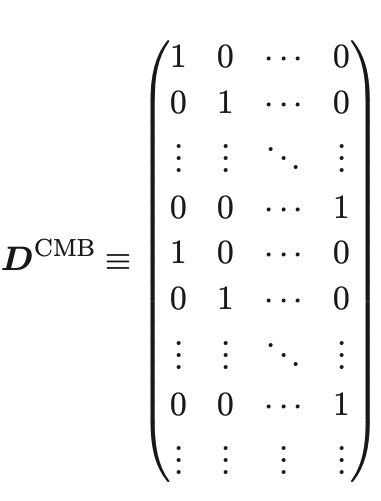 1 0 ⋯ 0
0 1 ⋯ 0
⋮ ⋮ ⋱ ⋮
0 0 ⋯ 1
D^CMB ≡ 1 0 ⋯ 0
0 1 ⋯ 0
⋮ ⋮ ⋱ ⋮
0 0 ⋯ 1
⋮ ⋮ ⋮ ⋮